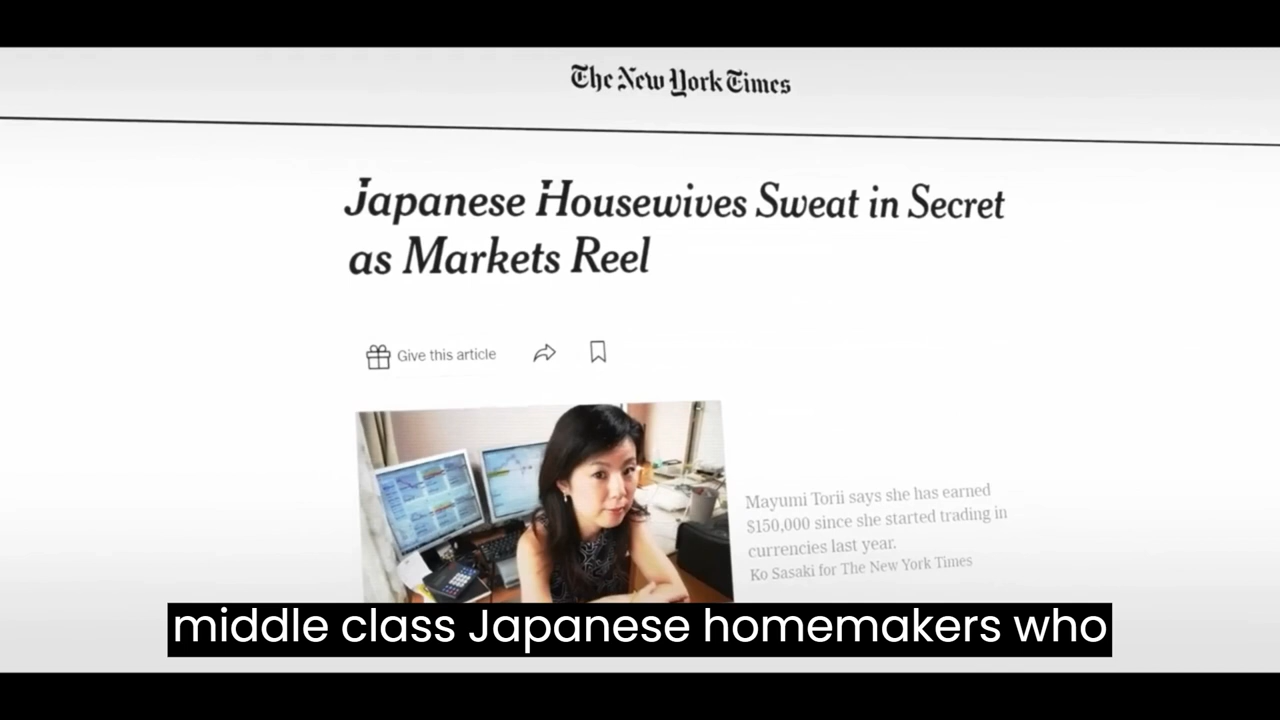 The New York Times
Japanese Housewives Sweat in Secret
as Markets Reel
Give this article
Mayumi Torii says she has earned
$150,000 since she started trading in
currencies last year.
Ko Sasaki for The New York Times
middle class Japanese homemakers who